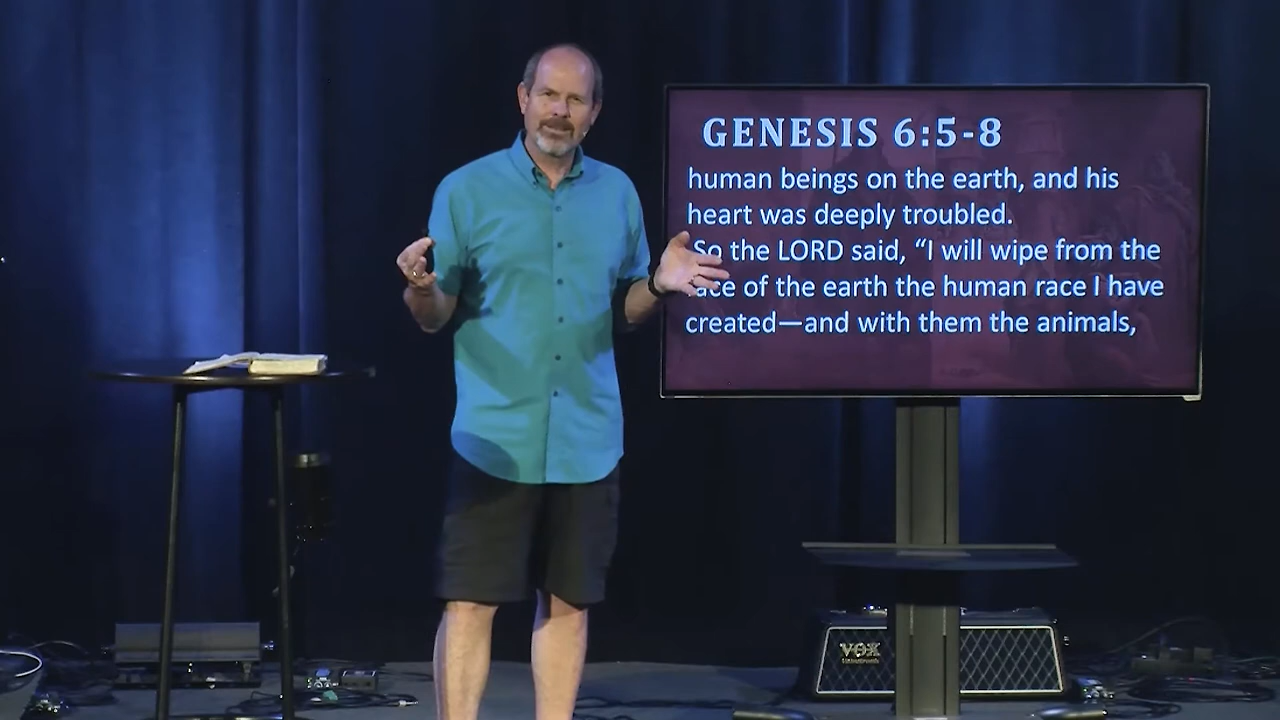 GENESIS 6:5-8
human beings on the earth, and his
heart was deeply troubled.
So the LORD said, “I will wipe from the
face of the earth the human race I have
created—and with them the animals,
VOX